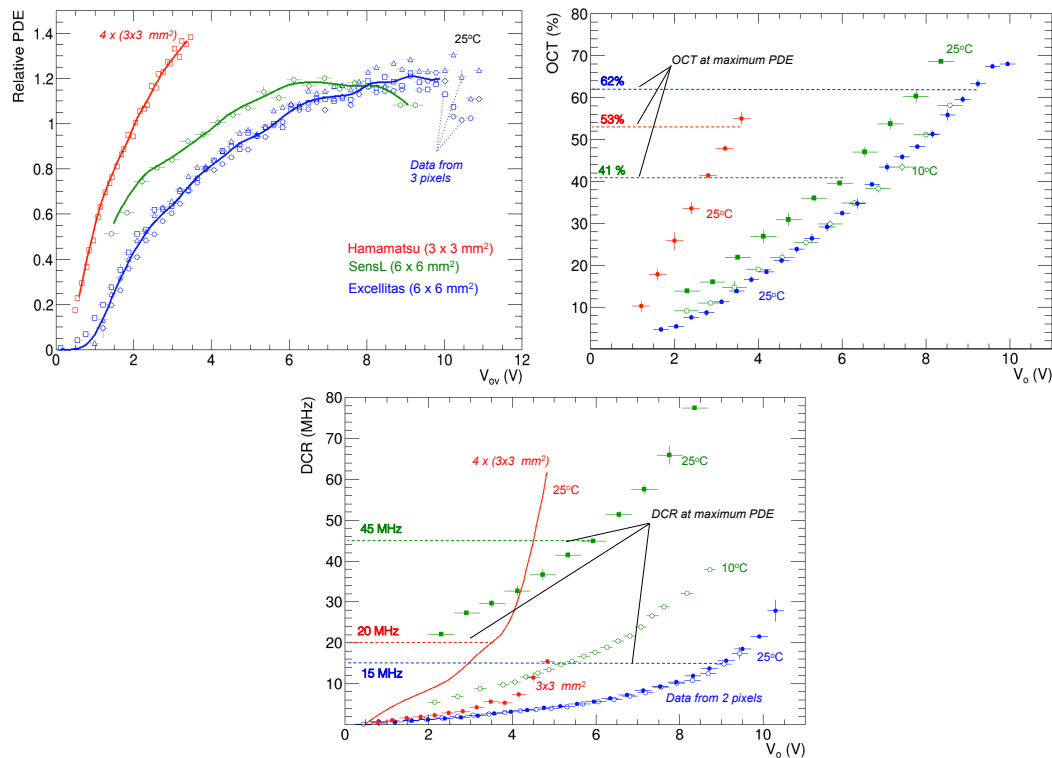 Relative PDE
1.4
1.2
1.0
0.8
0.6
0.4
0.2
0
0 2 4 6 8 10 12
V_ov (V)
4 x (3x3 mm²)
25°C
Data from
3 pixels
Hamamatsu (3 x 3 mm²)
SensL (6 x 6 mm²)
Excellitas (6 x 6 mm²)
OCT (%)
80
70
60
50
40
30
20
10
0 2 4 6 8 10
V_o (V)
OCT at maximum PDE
25°C
62%
53%
41 %
10°C
25°C
25°C
DCR (MHz)
80
70
60
50
40
30
20
10
2 4 6 8 10
V_o (V)
4 x (3x3 mm²)
25°C
25°C
DCR at maximum PDE
45 MHz
10°C
20 MHz
15 MHz
25°C
3x3 mm²
Data from 2 pixels